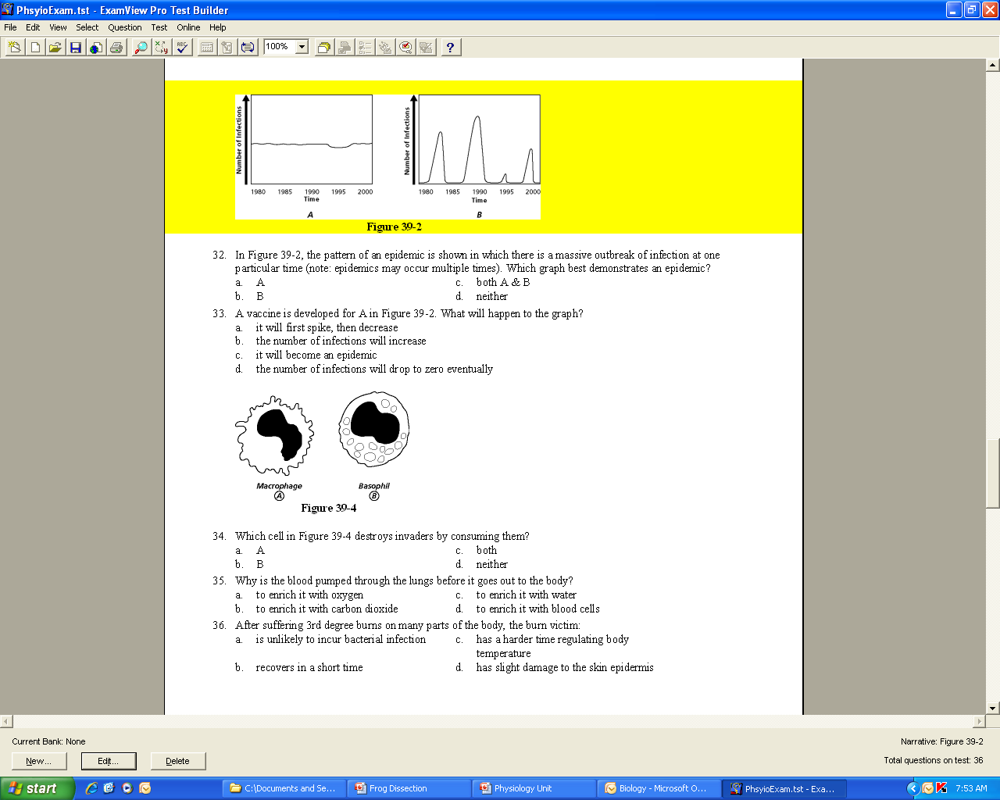 PhsyioExam.tst - ExamView Pro Test Builder
File Edit View Select Question Test Online Help
100%
ABC
?
Number of Infections
1980 1985 1990 1995 2000
Time
A
Number of Infections
1980 1985 1990 1995 2000
Time
B
Figure 39-2
32. In Figure 39-2, the pattern of an epidemic is shown in which there is a massive outbreak of infection at one
particular time (note: epidemics may occur multiple times). Which graph best demonstrates an epidemic?
a. A c. both A & B
b. B d. neither
33. A vaccine is developed for A in Figure 39-2. What will happen to the graph?
a. it will first spike, then decrease
b. the number of infections will increase
c. it will become an epidemic
d. the number of infections will drop to zero eventually
Macrophage Basophil
A B
Figure 39-4
34. Which cell in Figure 39-4 destroys invaders by consuming them?
a. A c. both
b. B d. neither
35. Why is the blood pumped through the lungs before it goes out to the body?
a. to enrich it with oxygen c. to enrich it with water
b. to enrich it with carbon dioxide d. to enrich it with blood cells
36. After suffering 3rd degree burns on many parts of the body, the burn victim:
a. is unlikely to incur bacterial infection c. has a harder time regulating body
temperature
b. recovers in a short time d. has slight damage to the skin epidermis
Current Bank: None Narrative: Figure 39-2
New... Edit... Delete Total questions on test: 36
start C:\Documents and Se... Frog Dissection Physiology Unit Biology - Microsoft O... PhsyioExam.tst - Exa... 7:53 AM